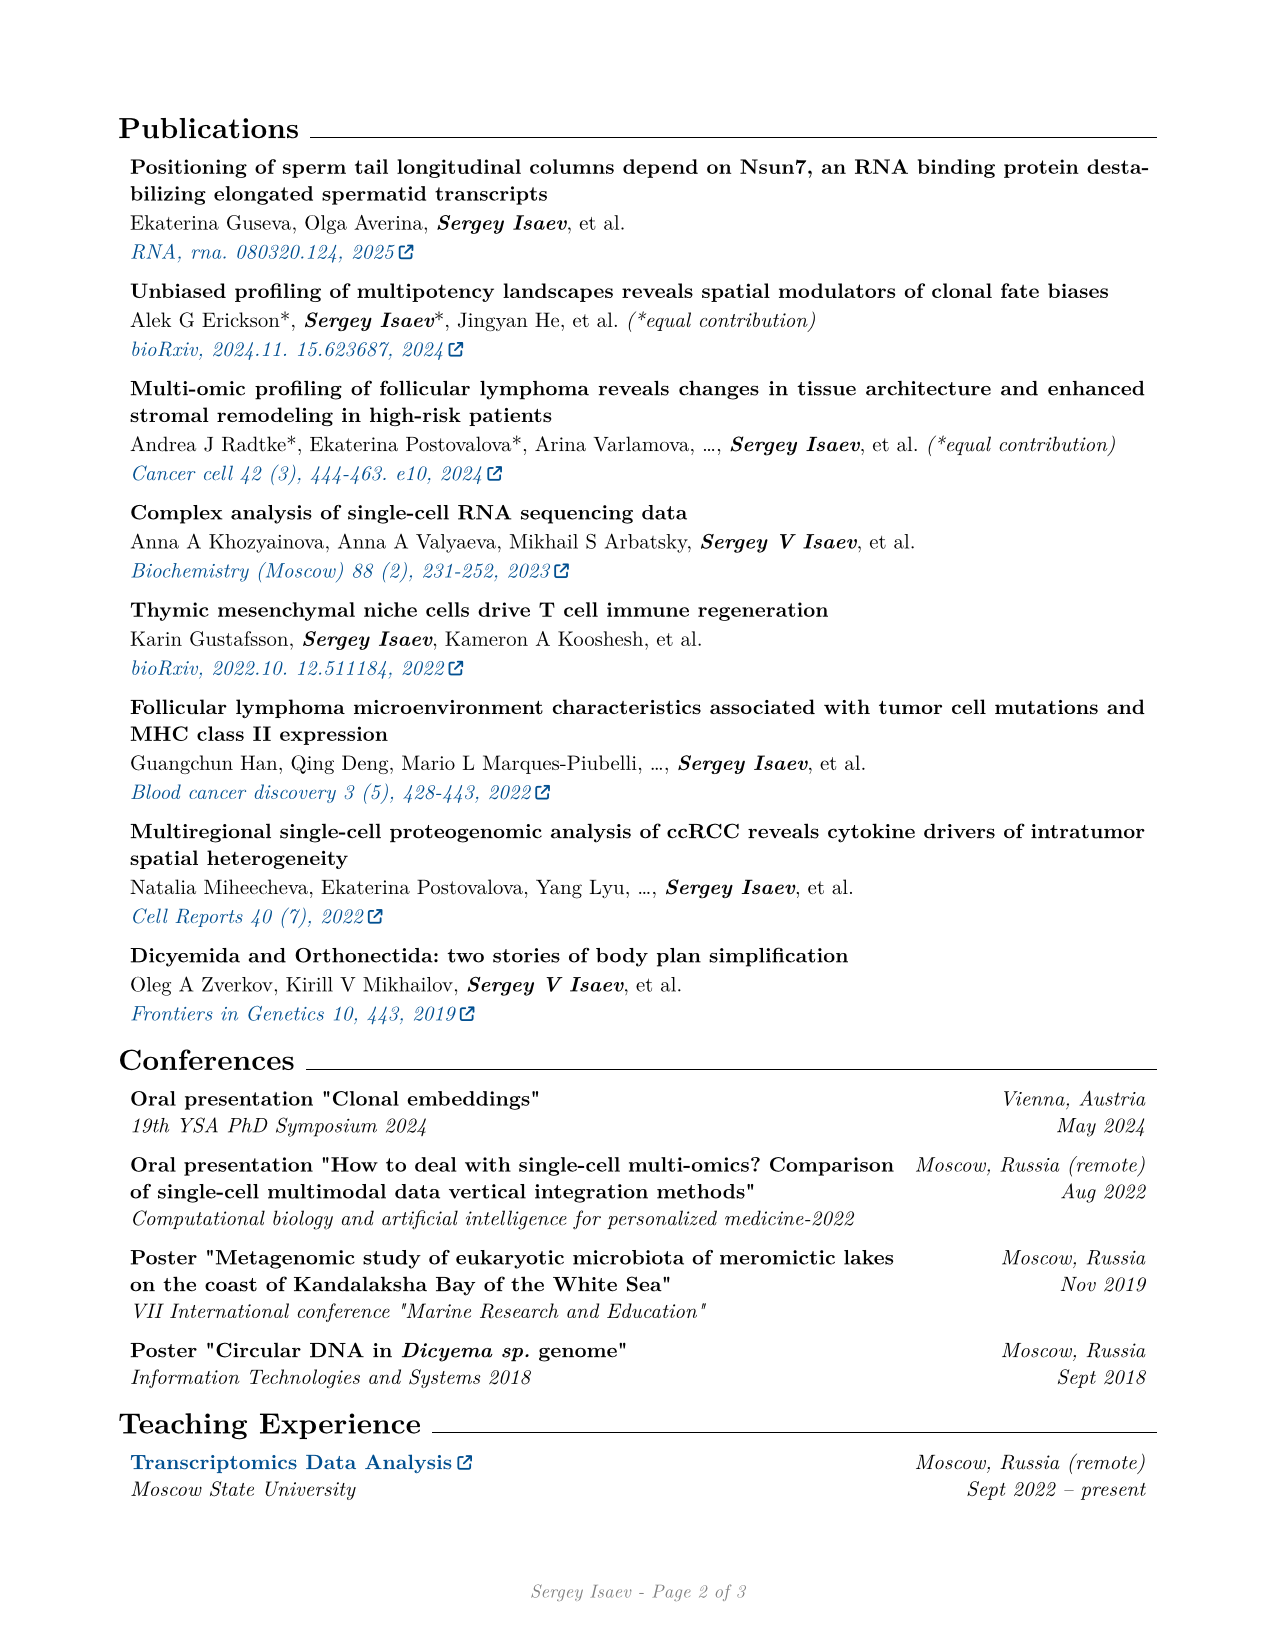 Publications
Positioning of sperm tail longitudinal columns depend on Nsun7, an RNA binding protein desta-
bilizing elongated spermatid transcripts
Ekaterina Guseva, Olga Averina, Sergey Isaev, et al.
RNA, rna. 080320.124, 2025
Unbiased profiling of multipotency landscapes reveals spatial modulators of clonal fate biases
Alek G Erickson*, Sergey Isaev*, Jingyan He, et al. (*equal contribution)
bioRxiv, 2024.11. 15.623687, 2024
Multi-omic profiling of follicular lymphoma reveals changes in tissue architecture and enhanced
stromal remodeling in high-risk patients
Andrea J Radtke*, Ekaterina Postovalova*, Arina Varlamova, ..., Sergey Isaev, et al. (*equal contribution)
Cancer cell 42 (3), 444-463. e10, 2024
Complex analysis of single-cell RNA sequencing data
Anna A Khozyainova, Anna A Valyaeva, Mikhail S Arbatsky, Sergey V Isaev, et al.
Biochemistry (Moscow) 88 (2), 231-252, 2023
Thymic mesenchymal niche cells drive T cell immune regeneration
Karin Gustafsson, Sergey Isaev, Kameron A Kooshesh, et al.
bioRxiv, 2022.10. 12.511184, 2022
Follicular lymphoma microenvironment characteristics associated with tumor cell mutations and
MHC class II expression
Guangchun Han, Qing Deng, Mario L Marques-Piubelli, ..., Sergey Isaev, et al.
Blood cancer discovery 3 (5), 428-443, 2022
Multiregional single-cell proteogenomic analysis of ccRCC reveals cytokine drivers of intratumor
spatial heterogeneity
Natalia Miheecheva, Ekaterina Postovalova, Yang Lyu, ..., Sergey Isaev, et al.
Cell Reports 40 (7), 2022
Dicyemida and Orthonectida: two stories of body plan simplification
Oleg A Zverkov, Kirill V Mikhailov, Sergey V Isaev, et al.
Frontiers in Genetics 10, 443, 2019
Conferences
Oral presentation "Clonal embeddings" Vienna, Austria
19th YSA PhD Symposium 2024 May 2024
Oral presentation "How to deal with single-cell multi-omics? Comparison Moscow, Russia (remote)
of single-cell multimodal data vertical integration methods" Aug 2022
Computational biology and artificial intelligence for personalized medicine-2022
Poster "Metagenomic study of eukaryotic microbiota of meromictic lakes Moscow, Russia
on the coast of Kandalaksha Bay of the White Sea" Nov 2019
VII International conference "Marine Research and Education"
Poster "Circular DNA in Dicyema sp. genome" Moscow, Russia
Information Technologies and Systems 2018 Sept 2018
Teaching Experience
Transcriptomics Data Analysis Moscow, Russia (remote)
Moscow State University Sept 2022 – present
Sergey Isaev - Page 2 of 3